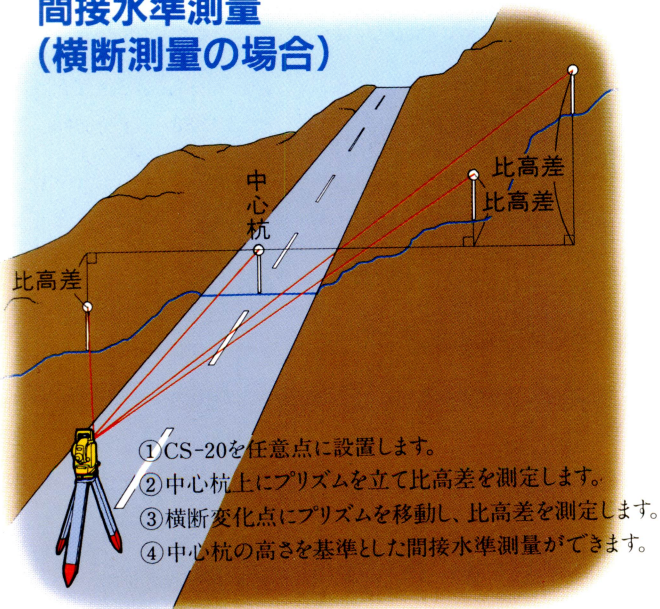 間接水準測量
(横断測量の場合)
比高差
比高差
中心杭
比高差
①CS-20を任意点に設置します。
②中心杭上にプリズムを立て比高差を測定します。
③横断変化点にプリズムを移動し、比高差を測定します。
④中心杭の高さを基準とした間接水準測量ができます。